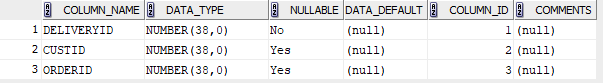 COLUMN_NAME DATA_TYPE NULLABLE DATA_DEFAULT COLUMN_ID COMMENTS
1 DELIVERYID NUMBER(38,0) No (null) 1 (null)
2 CUSTID NUMBER(38,0) Yes (null) 2 (null)
3 ORDERID NUMBER(38,0) Yes (null) 3 (null)